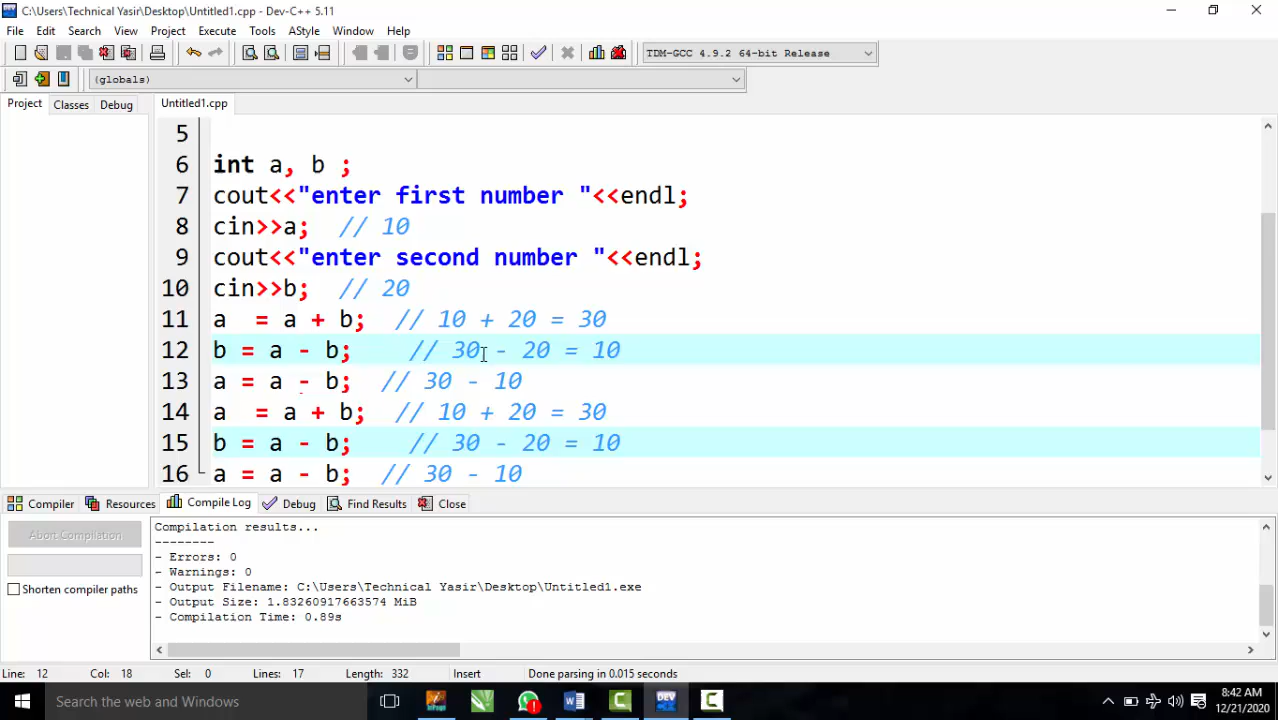 C:\Users\Technical Yasir\Desktop\Untitled1.cpp - Dev-C++ 5.11
File Edit Search View Project Execute Tools AStyle Window Help
TDM-GCC 4.9.2 64-bit Release
(globals)
Project Classes Debug Untitled1.cpp
5
6 int a, b ;
7 cout<<"enter first number "<<endl;
8 cin>>a; // 10
9 cout<<"enter second number "<<endl;
10 cin>>b; // 20
11 a = a + b; // 10 + 20 = 30
12 b = a - b; // 30 - 20 = 10
13 a = a - b; // 30 - 10
14 a = a + b; // 10 + 20 = 30
15 b = a - b; // 30 - 20 = 10
16 a = a - b; // 30 - 10
Compiler Resources Compile Log Debug Find Results Close
Abort Compilation
Shorten compiler paths
Compilation results...
--------
- Errors: 0
- Warnings: 0
- Output Filename: C:\Users\Technical Yasir\Desktop\Untitled1.exe
- Output Size: 1.83260917663574 MiB
- Compilation Time: 0.89s
Line: 12 Col: 18 Sel: 0 Lines: 17 Length: 332 Insert Done parsing in 0.015 seconds
Search the web and Windows
8:42 AM
12/21/2020